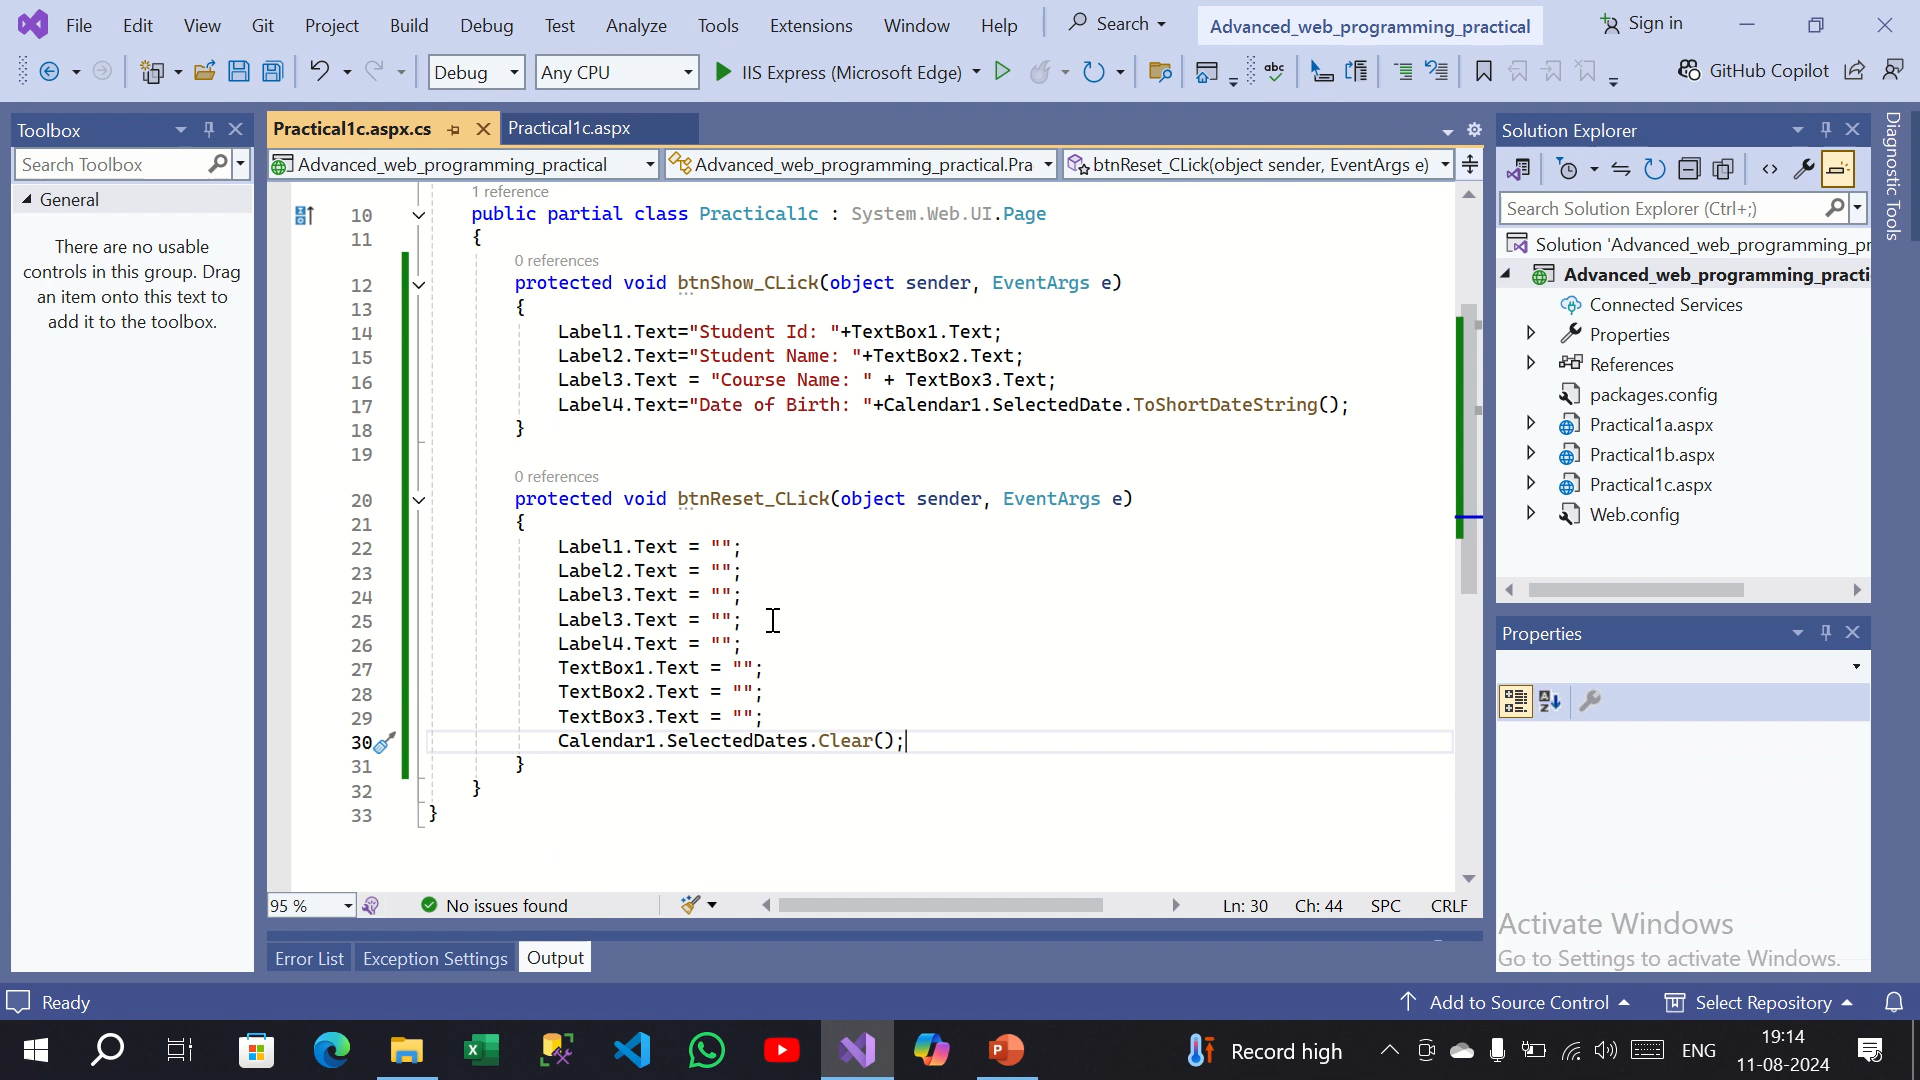 File Edit View Git Project Build Debug Test Analyze Tools Extensions Window Help Search Advanced_web_programming_practical Sign in
Debug Any CPU IIS Express (Microsoft Edge) abc GitHub Copilot
Toolbox
Search Toolbox
General
There are no usable
controls in this group. Drag
an item onto this text to
add it to the toolbox.
Practical1c.aspx.cs Practical1c.aspx
Advanced_web_programming_practical Advanced_web_programming_practical.Pra btnReset_CLick(object sender, EventArgs e)
1 reference
10 public partial class Practical1c : System.Web.UI.Page
11 {
0 references
12 protected void btnShow_CLick(object sender, EventArgs e)
13 {
14 Label1.Text="Student Id: "+TextBox1.Text;
15 Label2.Text="Student Name: "+TextBox2.Text;
16 Label3.Text = "Course Name: " + TextBox3.Text;
17 Label4.Text="Date of Birth: "+Calendar1.SelectedDate.ToShortDateString();
18 }
19
0 references
20 protected void btnReset_CLick(object sender, EventArgs e)
21 {
22 Label1.Text = "";
23 Label2.Text = "";
24 Label3.Text = "";
25 Label3.Text = "";
26 Label4.Text = "";
27 TextBox1.Text = "";
28 TextBox2.Text = "";
29 TextBox3.Text = "";
30 Calendar1.SelectedDates.Clear();
31 }
32 }
33 }
95 % No issues found Ln: 30 Ch: 44 SPC CRLF
Error List Exception Settings Output
Solution Explorer
Search Solution Explorer (Ctrl+;)
Solution 'Advanced_web_programming_pr
Advanced_web_programming_practi
Connected Services
Properties
References
packages.config
Practical1a.aspx
Practical1b.aspx
Practical1c.aspx
Web.config
Properties
Diagnostic Tools
Activate Windows
Go to Settings to activate Windows.
Ready Add to Source Control Select Repository
Record high ENG 19:14
11-08-2024